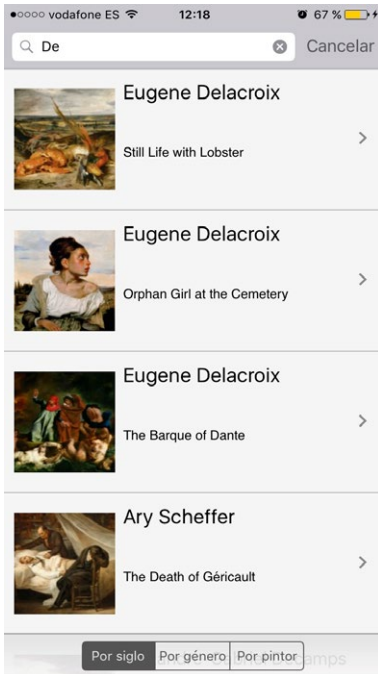 vodafone ES 12:18 67 %
De Cancelar
Eugene Delacroix
Still Life with Lobster
Eugene Delacroix
Orphan Girl at the Cemetery
Eugene Delacroix
The Barque of Dante
Ary Scheffer
The Death of Géricault
Por siglo Por género Por pintor